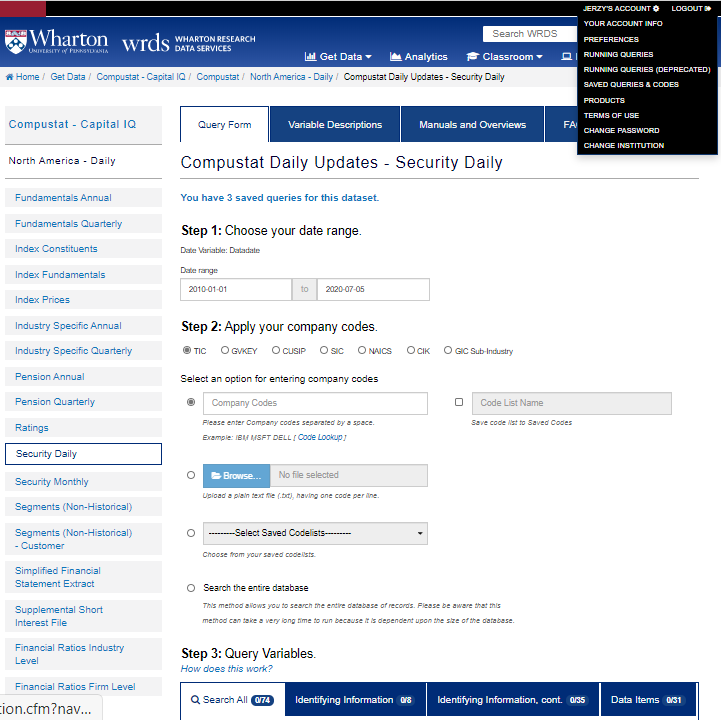 JERZY'S ACCOUNT LOGOUT
YOUR ACCOUNT INFO
PREFERENCES
RUNNING QUERIES
RUNNING QUERIES (DEPRECATED)
SAVED QUERIES & CODES
PRODUCTS
TERMS OF USE
CHANGE PASSWORD
CHANGE INSTITUTION
Wharton
UNIVERSITY of PENNSYLVANIA
wrds WHARTON RESEARCH
DATA SERVICES
Search WRDS
Get Data Analytics Classroom
Home / Get Data / Compustat - Capital IQ / Compustat / North America - Daily / Compustat Daily Updates - Security Daily
Compustat - Capital IQ
North America - Daily
Fundamentals Annual
Fundamentals Quarterly
Index Constituents
Index Fundamentals
Index Prices
Industry Specific Annual
Industry Specific Quarterly
Pension Annual
Pension Quarterly
Ratings
Security Daily
Security Monthly
Segments (Non-Historical)
Segments (Non-Historical)
- Customer
Simplified Financial
Statement Extract
Supplemental Short
Interest File
Financial Ratios Industry
Level
Financial Ratios Firm Level
tion.cfm?nav...
Query Form Variable Descriptions Manuals and Overviews FA
Compustat Daily Updates - Security Daily
You have 3 saved queries for this dataset.
Step 1: Choose your date range.
Date Variable: Datadate
Date range
2010-01-01 to 2020-07-05
Step 2: Apply your company codes.
TIC GVKEY CUSIP SIC NAICS CIK GIC Sub-Industry
Select an option for entering company codes
Company Codes Code List Name
Please enter Company codes separated by a space. Save code list to Saved Codes
Example: IBM MSFT DELL [ Code Lookup ]
Browse... No file selected
Upload a plain text file (.txt), having one code per line.
---------Select Saved Codelists---------
Choose from your saved codelists.
Search the entire database
This method allows you to search the entire database of records. Please be aware that this
method can take a very long time to run because it is dependent upon the size of the database.
Step 3: Query Variables.
How does this work?
Search All 0/74 Identifying Information 0/8 Identifying Information, cont. 0/35 Data Items 0/31